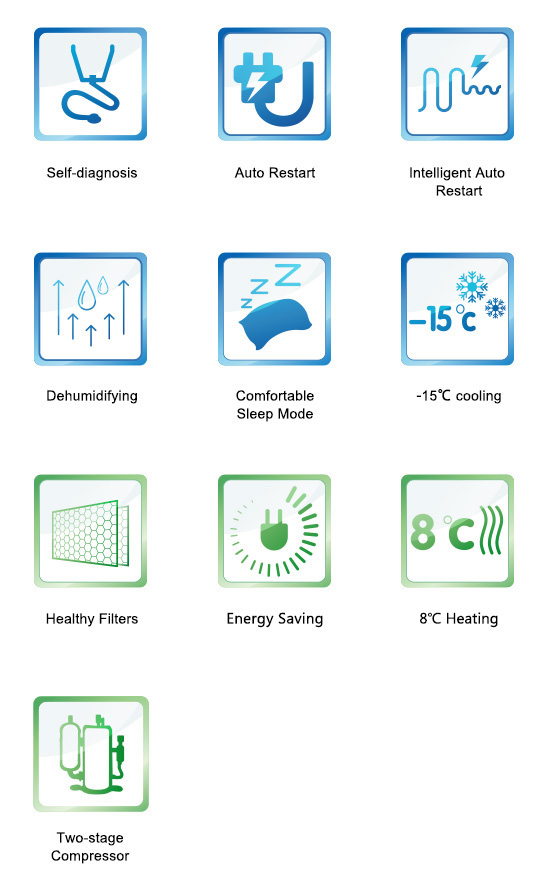 Self-diagnosis
Auto Restart
Intelligent Auto
Restart
Dehumidifying
Z Z Z
Comfortable
Sleep Mode
-15℃
-15℃ cooling
Healthy Filters
Energy Saving
8℃
8℃ Heating
Two-stage
Compressor